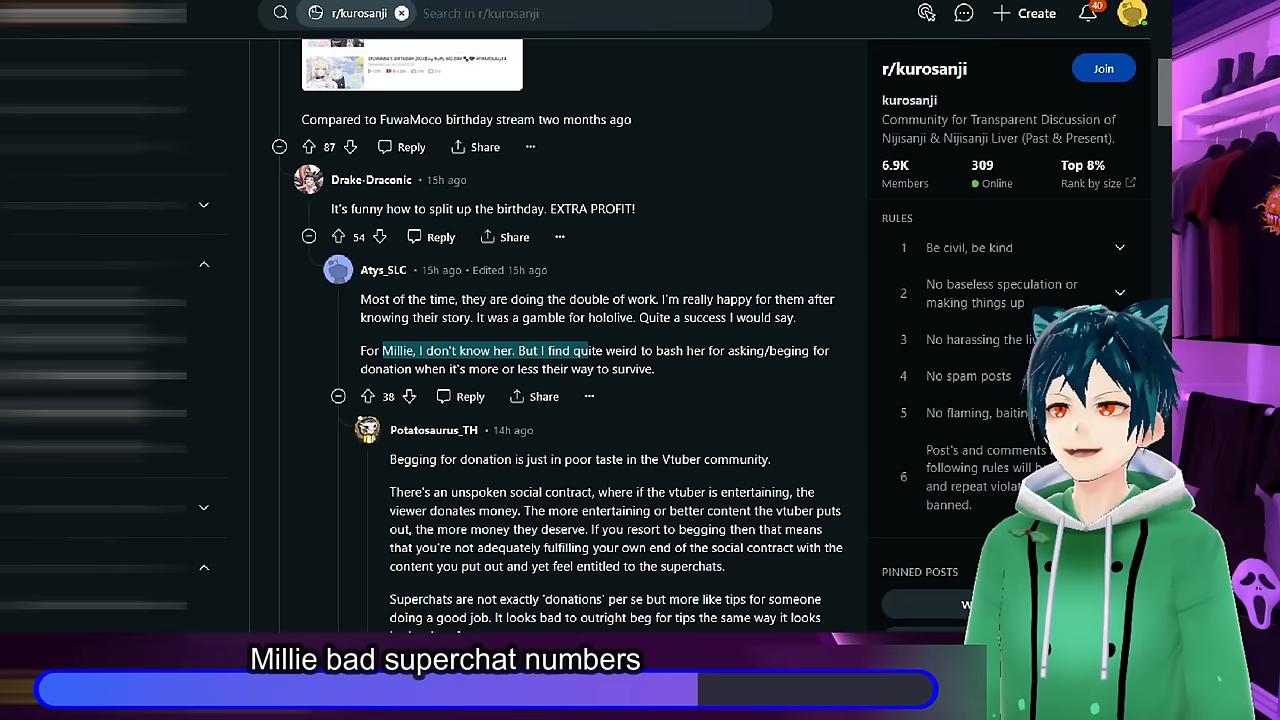 r/kurosanji
Search in r/kurosanji
Create
40
Compared to FuwaMoco birthday stream two months ago
87
Reply
Share
Drake-Draconic • 15h ago
It's funny how to split up the birthday. EXTRA PROFIT!
54
Reply
Share
Atys_SLC • 15h ago • Edited 15h ago
Most of the time, they are doing the double of work. I'm really happy for them after
knowing their story. It was a gamble for hololive. Quite a success I would say.
For Millie, I don't know her. But I find quite weird to bash her for asking/beging for
donation when it's more or less their way to survive.
38
Reply
Share
Potatosaurus_TH • 14h ago
Begging for donation is just in poor taste in the Vtuber community.
There's an unspoken social contract, where if the vtuber is entertaining, the
viewer donates money. The more entertaining or better content the vtuber puts
out, the more money they deserve. If you resort to begging then that means
that you're not adequately fulfilling your own end of the social contract with the
content you put out and yet feel entitled to the superchats.
Superchats are not exactly 'donations' per se but more like tips for someone
doing a good job. It looks bad to outright beg for tips the same way it looks
r/kurosanji
Join
kurosanji
Community for Transparent Discussion of
Nijisanji & Nijisanji Liver (Past & Present).
6.9K
309
Top 8%
Members
Online
Rank by size
RULES
1 Be civil, be kind
2 No baseless speculation or
making things up
3 No harassing the
4 No spam posts
5 No flaming,
6 Post's and comments
following rules will
and repeat
banned.
PINNED POSTS
Millie bad superchat numbers